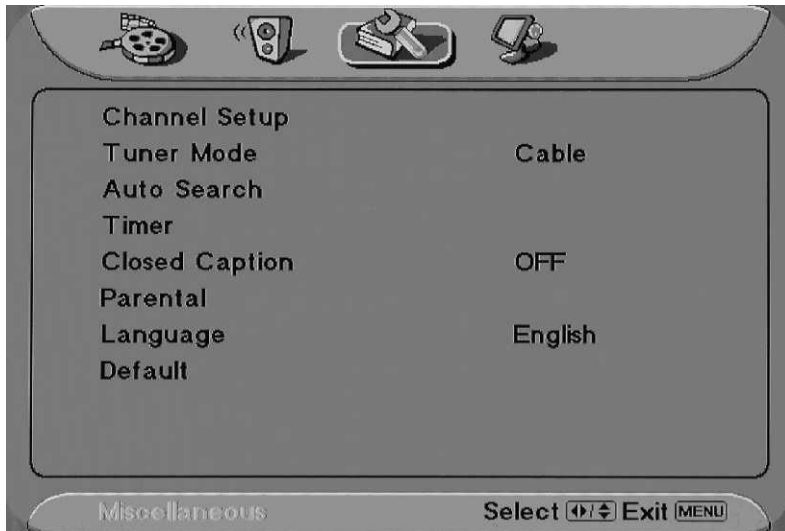 Channel Setup
Tuner Mode Cable
Auto Search
Timer
Closed Caption OFF
Parental
Language English
Default
Miscellaneous Select Exit MENU